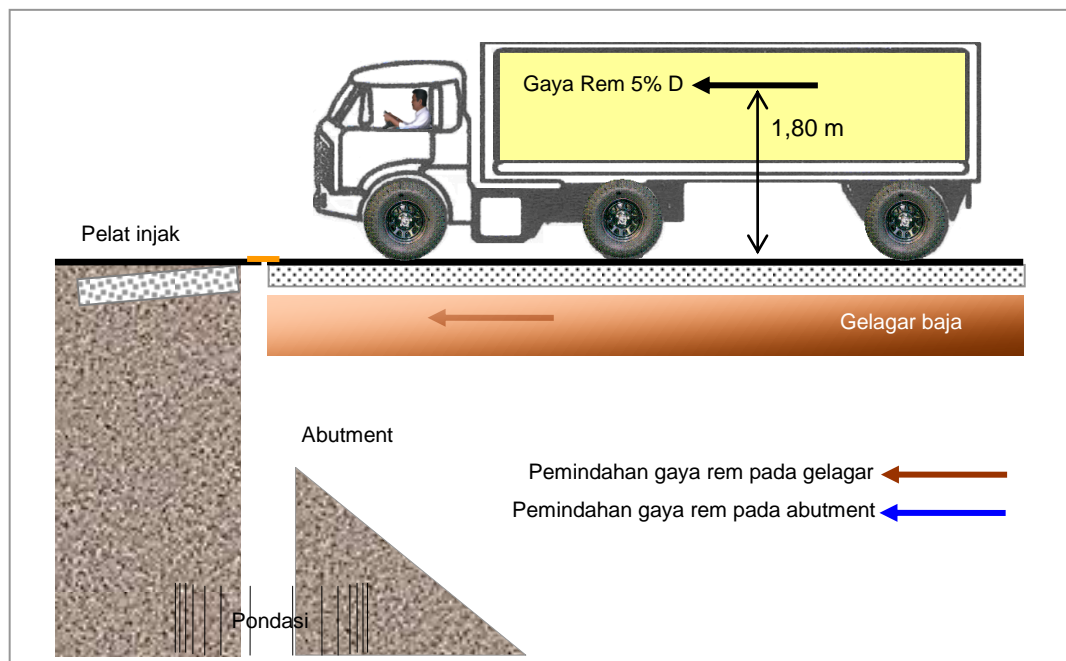 Gaya Rem 5% D
1,80 m
Pelat injak
Gelagar baja
Abutment
Pemindahan gaya rem pada gelagar
Pemindahan gaya rem pada abutment
Pondasi